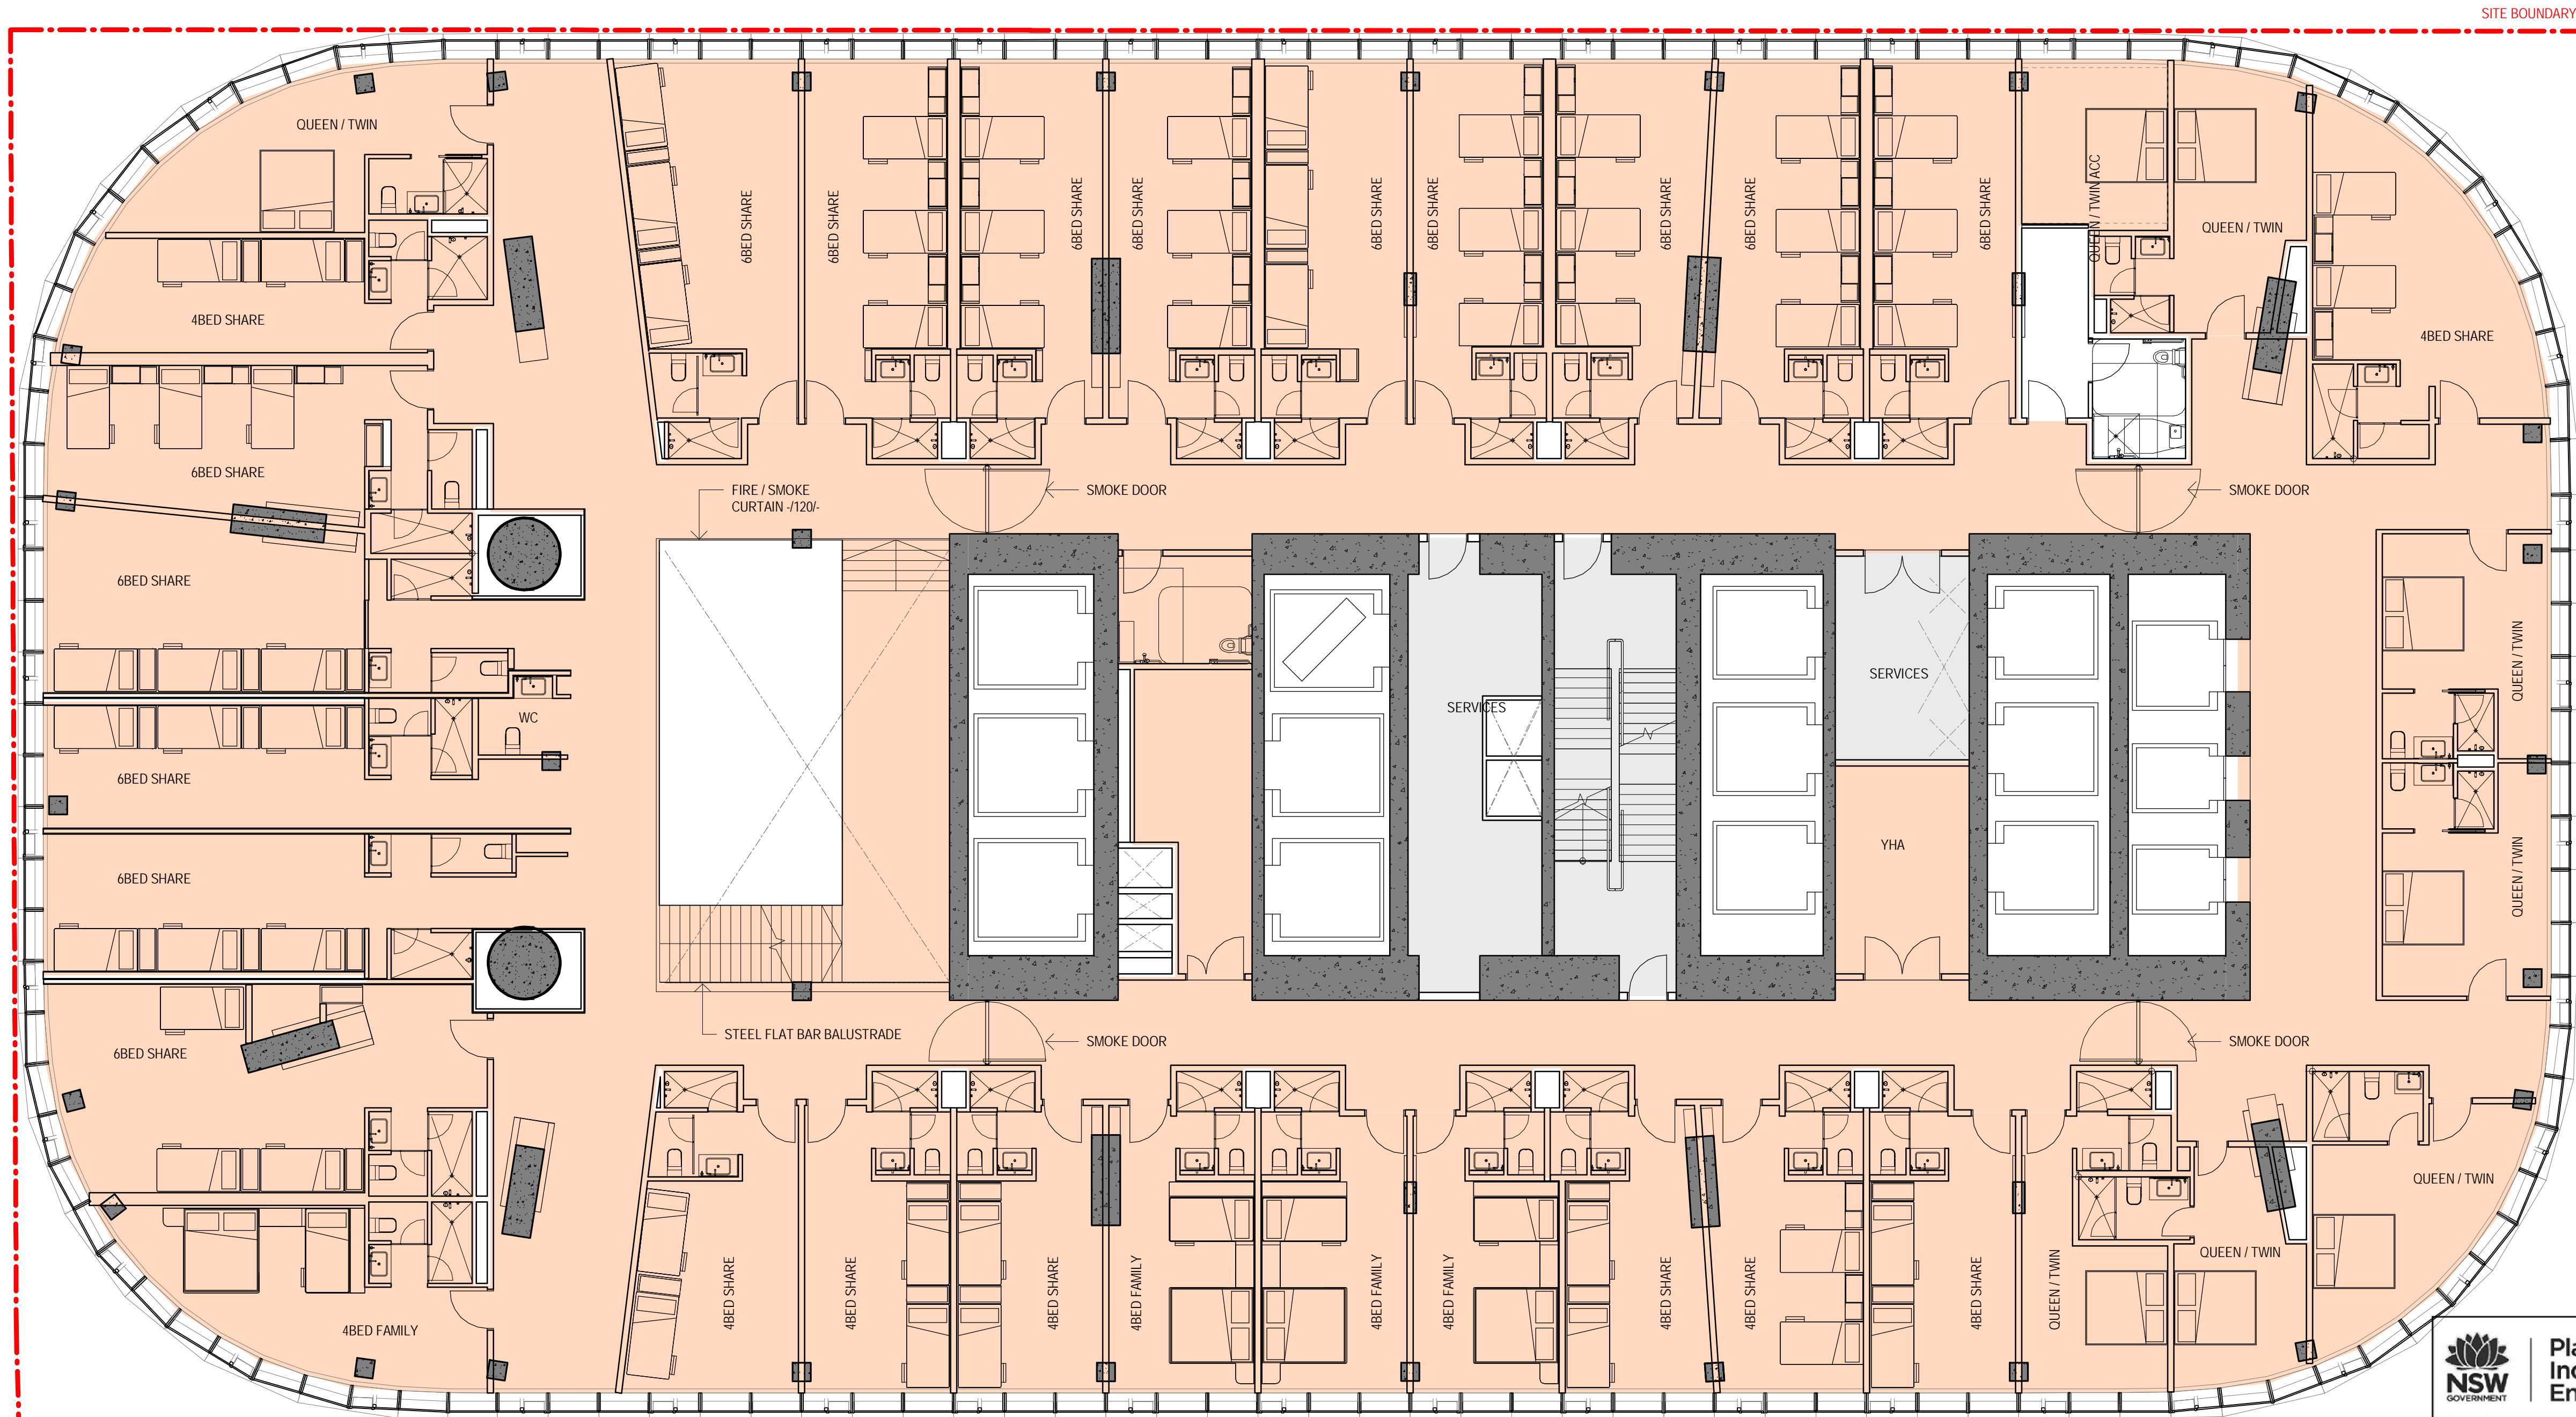 SITE BOUNDARY
QUEEN / TWIN
4BED SHARE
6BED SHARE
6BED SHARE
WC
6BED SHARE
6BED SHARE
6BED SHARE
4BED FAMILY
6BED SHARE
6BED SHARE
6BED SHARE
6BED SHARE
6BED SHARE
6BED SHARE
6BED SHARE
6BED SHARE
6BED SHARE
QUEEN / TWIN ACC
QUEEN / TWIN
4BED SHARE
FIRE / SMOKE
CURTAIN -/120/-
SMOKE DOOR
SMOKE DOOR
SERVICES
SERVICES
YHA
QUEEN / TWIN
QUEEN / TWIN
STEEL FLAT BAR BALUSTRADE
SMOKE DOOR
SMOKE DOOR
4BED SHARE
4BED SHARE
4BED SHARE
4BED FAMILY
4BED FAMILY
4BED FAMILY
4BED SHARE
4BED SHARE
4BED SHARE
QUEEN / TWIN
QUEEN / TWIN
QUEEN / TWIN
NSW
GOVERNMENT